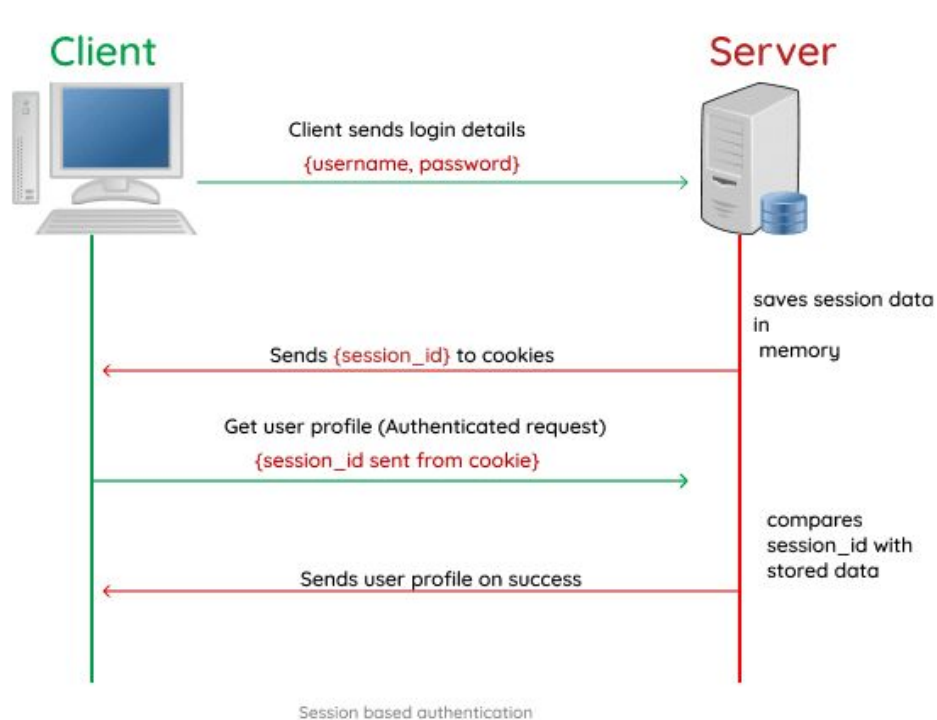 Client
Server
Client sends login details
{username, password}
saves session data
in
memory
Sends {session_id} to cookies
Get user profile (Authenticated request)
{session_id sent from cookie}
compares
session_id with
stored data
Sends user profile on success
Session based authentication